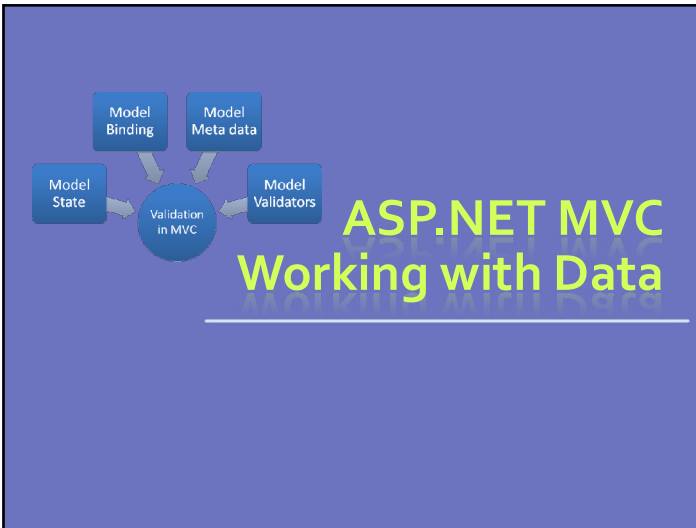 Model
Binding
Model
Meta data
Model
State
Model
Validators
Validation
in MVC
ASP.NET MVC
Working with Data